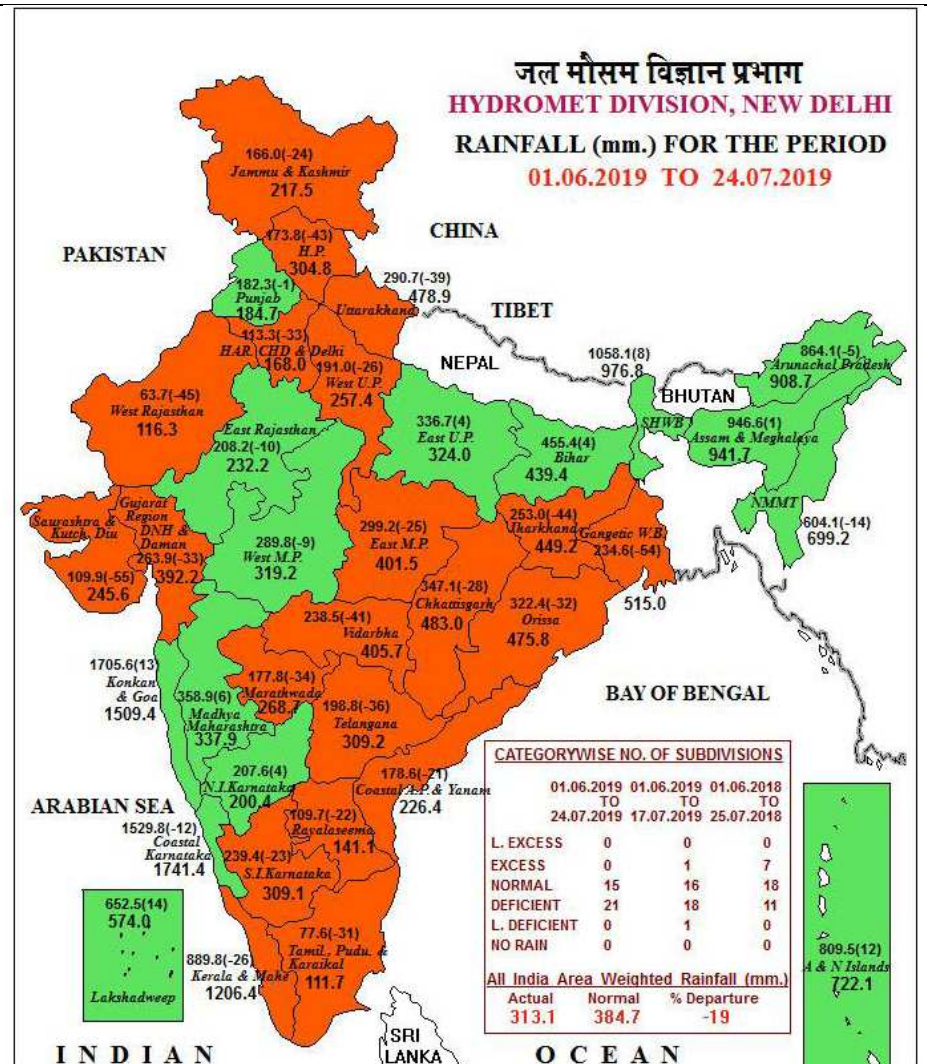 जल मौसम विज्ञान प्रभाग
HYDROMET DIVISION, NEW DELHI
RAINFALL (mm.) FOR THE PERIOD
01.06.2019 TO 24.07.2019
166.0(-24)
Jammu & Kashmir
217.5
CHINA
PAKISTAN
173.8(-43)
H.P.
304.8
182.3(-1)
Punjab
184.7
290.7(-39)
478.9
Uttarakhand
TIBET
113.3(-33)
HAR. CHD & Delhi
168.0
191.0(-26)
West U.P.
257.4
NEPAL
1058.1(8)
976.8
BHUTAN
864.1(-5)
Arunachal Pradesh
908.7
63.7(-45)
West Rajasthan
116.3
East Rajasthan
208.2(-10)
232.2
336.7(4)
East U.P.
324.0
455.4(4)
Bihar
439.4
SHWB
946.6(1)
Assam & Meghalaya
941.7
NMMT
604.1(-14)
699.2
Saurashtra &
Kutch, Diu
109.9(-55)
245.6
Gujarat
Region
DNH &
Daman
263.9(-33)
392.2
289.8(-9)
West M.P.
319.2
299.2(-25)
East M.P.
401.5
253.0(-44)
Jharkhand
449.2
Gangetic W.B
234.6(-54)
515.0
347.1(-28)
Chhattisgarh
483.0
322.4(-32)
Orissa
475.8
238.5(-41)
Vidarbha
405.7
1705.6(13)
Konkan
& Goa
1509.4
358.9(6)
Madhya
Maharashtra
337.9
177.8(-34)
Marathwada
268.7
198.8(-36)
Telangana
309.2
BAY OF BENGAL
207.6(4)
N.I.Karnataka
200.4
178.6(-21)
Coastal A.P.& Yanam
226.4
ARABIAN SEA
1529.8(-12)
Coastal
Karnataka
1741.4
109.7(-22)
Rayalaseema
141.1
239.4(-23)
S.I.Karnataka
309.1
652.5(14)
574.0
Lakshadweep
889.8(-26)
Kerala & Mahe
1206.4
77.6(-31)
Tamil, Pudu. &
Karaikal
111.7
CATEGORYWISE NO. OF SUBDIVISIONS
01.06.2019 01.06.2019 01.06.2018
TO TO TO
24.07.2019 17.07.2019 25.07.2018
L. EXCESS 0 0 0
EXCESS 0 1 7
NORMAL 15 16 18
DEFICIENT 21 18 11
L. DEFICIENT 0 1 0
NO RAIN 0 0 0
All India Area Weighted Rainfall (mm.)
Actual Normal % Departure
313.1 384.7 -19
809.5(12)
A & N Islands
722.1
SRI
LANKA
INDIAN OCEAN